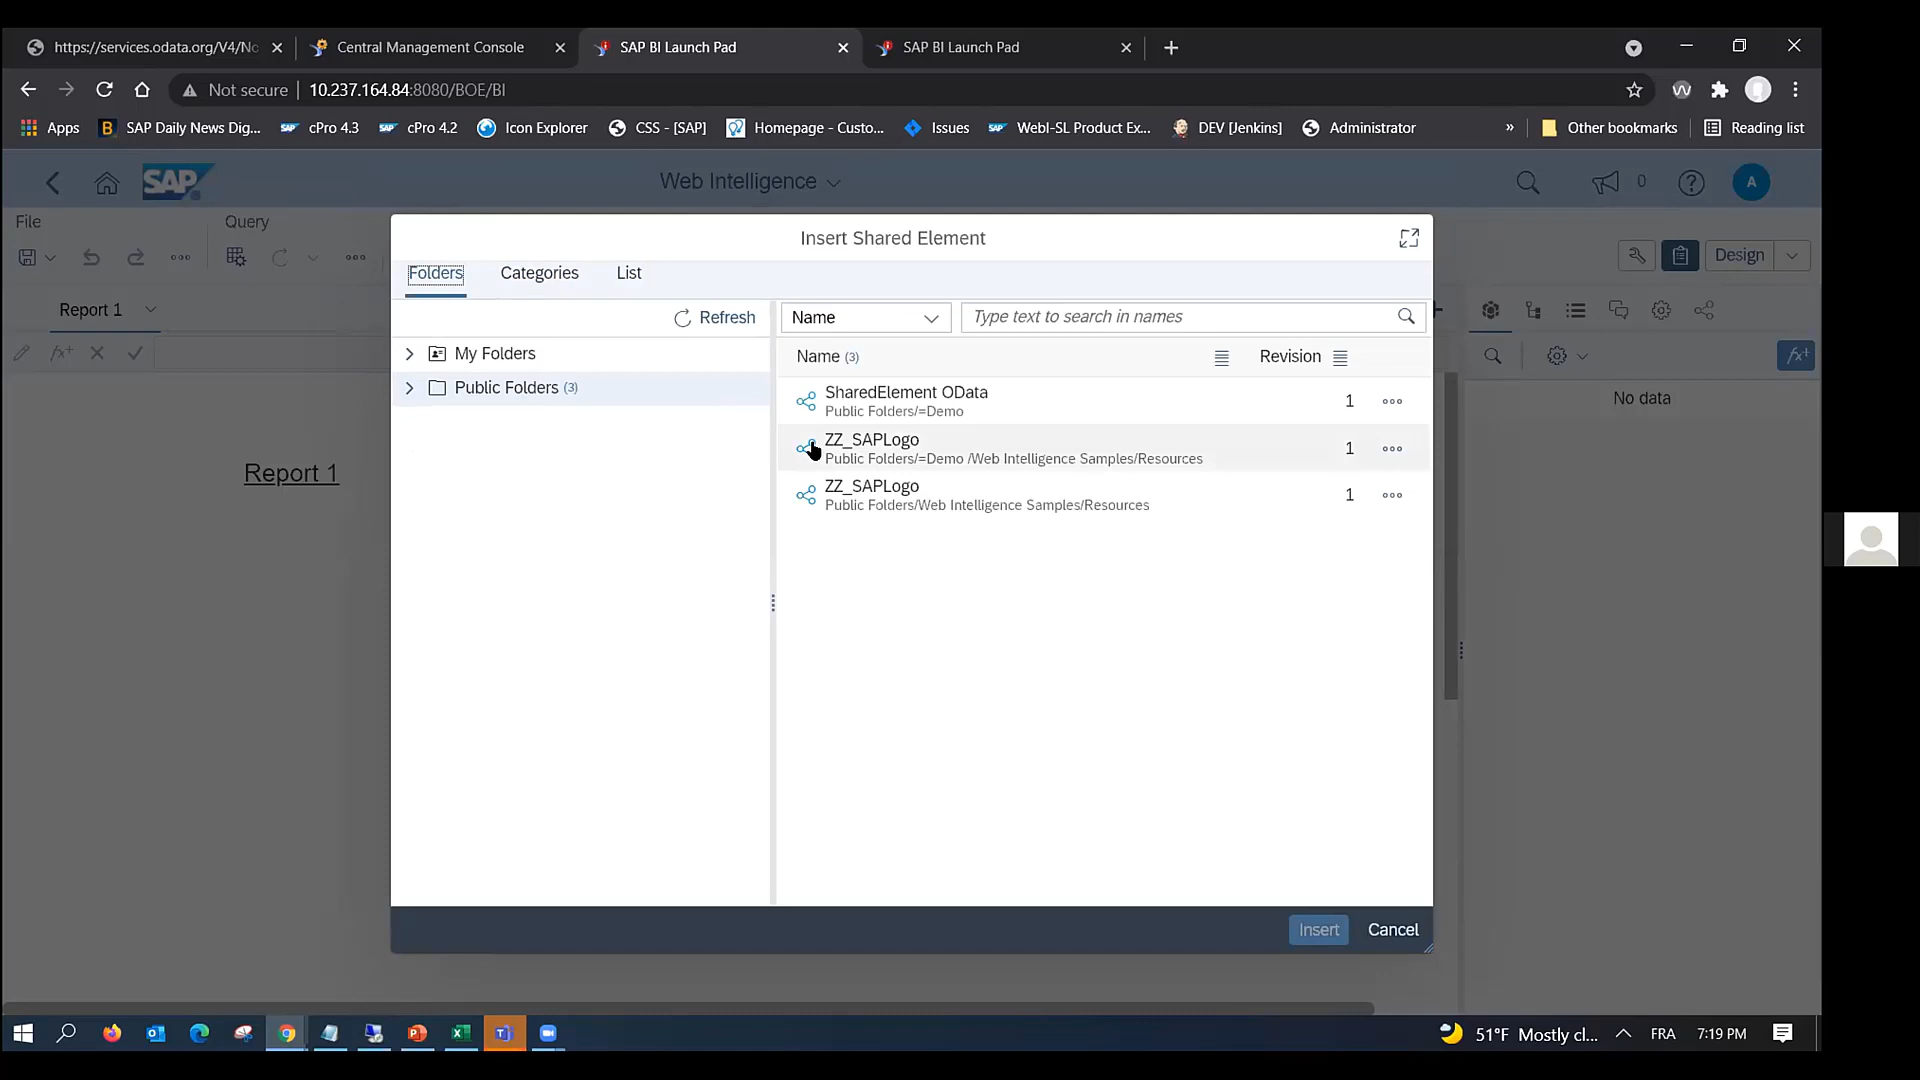 https://services.odata.org/V4/No
Central Management Console
SAP BI Launch Pad
SAP BI Launch Pad
Not secure
10.237.164.84:8080/BOE/BI
Apps
SAP Daily News Dig...
cPro 4.3
cPro 4.2
Icon Explorer
CSS - [SAP]
Homepage - Custo...
Issues
WebI-SL Product Ex...
DEV [Jenkins]
Administrator
»
Other bookmarks
Reading list
SAP
Web Intelligence
0
A
File
Query
Design
Report 1
Insert Shared Element
Folders
Categories
List
Refresh
Name
Type text to search in names
My Folders
Public Folders (3)
Name (3)
Revision
SharedElement OData
Public Folders/=Demo
1
ZZ_SAPLogo
Public Folders/=Demo /Web Intelligence Samples/Resources
1
ZZ_SAPLogo
Public Folders/Web Intelligence Samples/Resources
1
No data
Report 1
Insert
Cancel
51°F Mostly cl...
FRA
7:19 PM